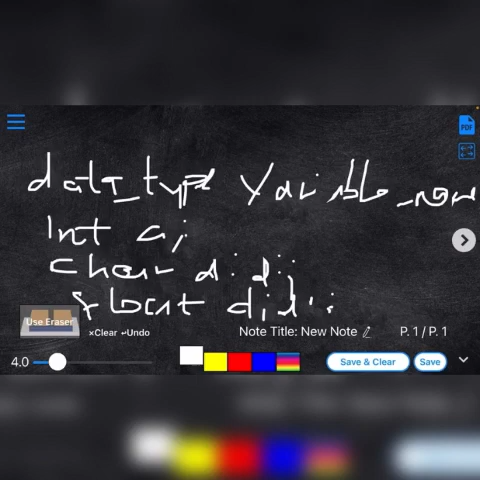 data_type Variable_name
Int a;
Char
float
Use Eraser
×Clear ↵Undo
Note Title: New Note
P. 1 / P. 1
4.0
Save & Clear
Save
PDF